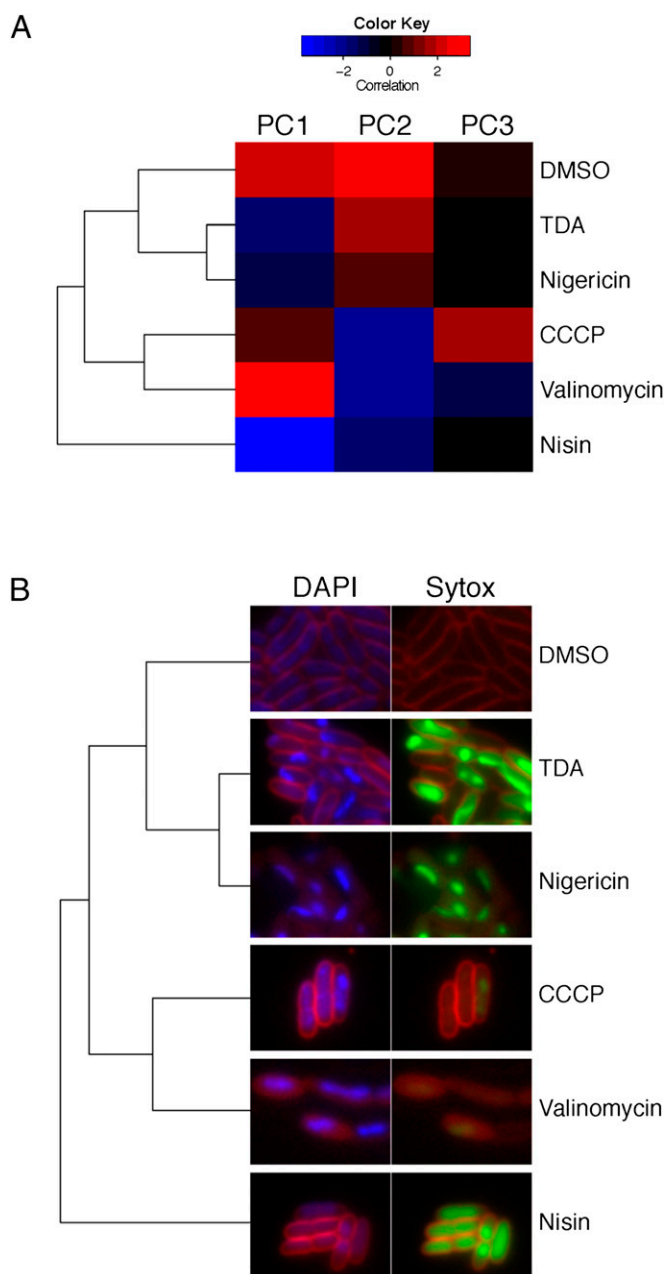 A
Color Key
−2 0 2
Correlation
PC1 PC2 PC3
DMSO
TDA
Nigericin
CCCP
Valinomycin
Nisin
B
DAPI Sytox
DMSO
TDA
Nigericin
CCCP
Valinomycin
Nisin